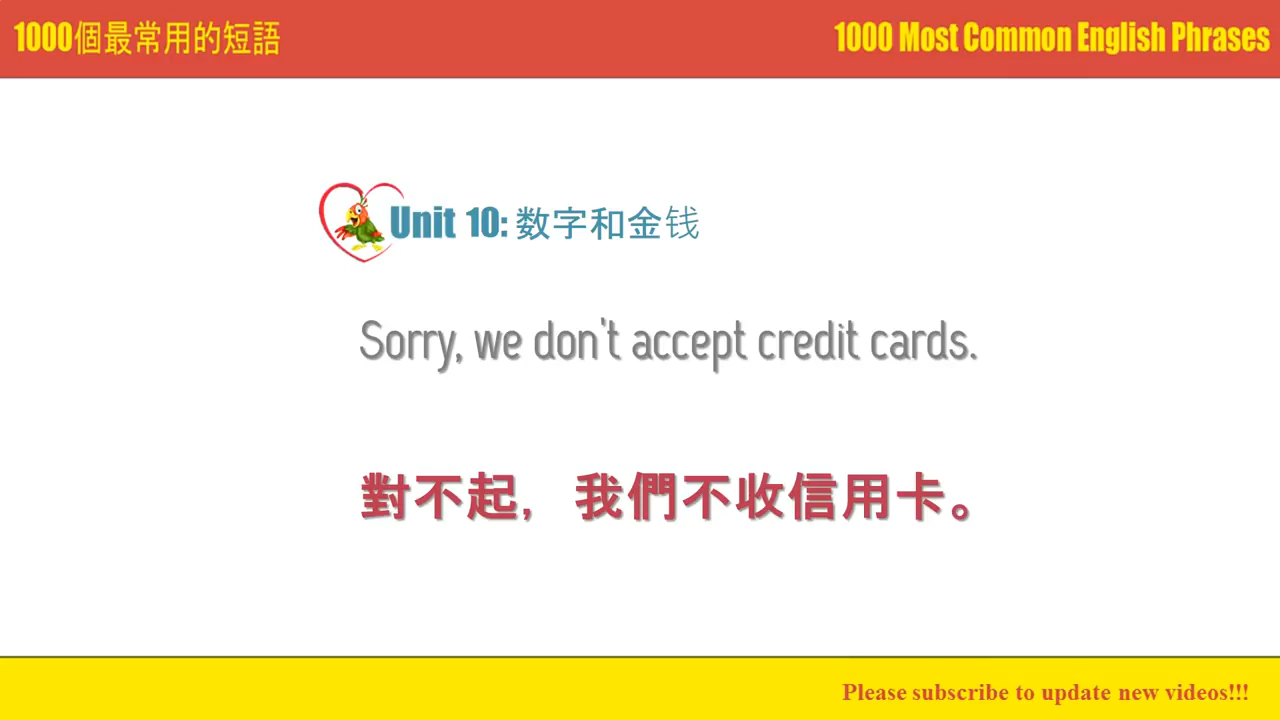 1000個最常用的短語
1000 Most Common English Phrases
Unit 10: 数字和金钱
Sorry, we don't accept credit cards.
對不起, 我們不收信用卡。
Please subscribe to update new videos!!!